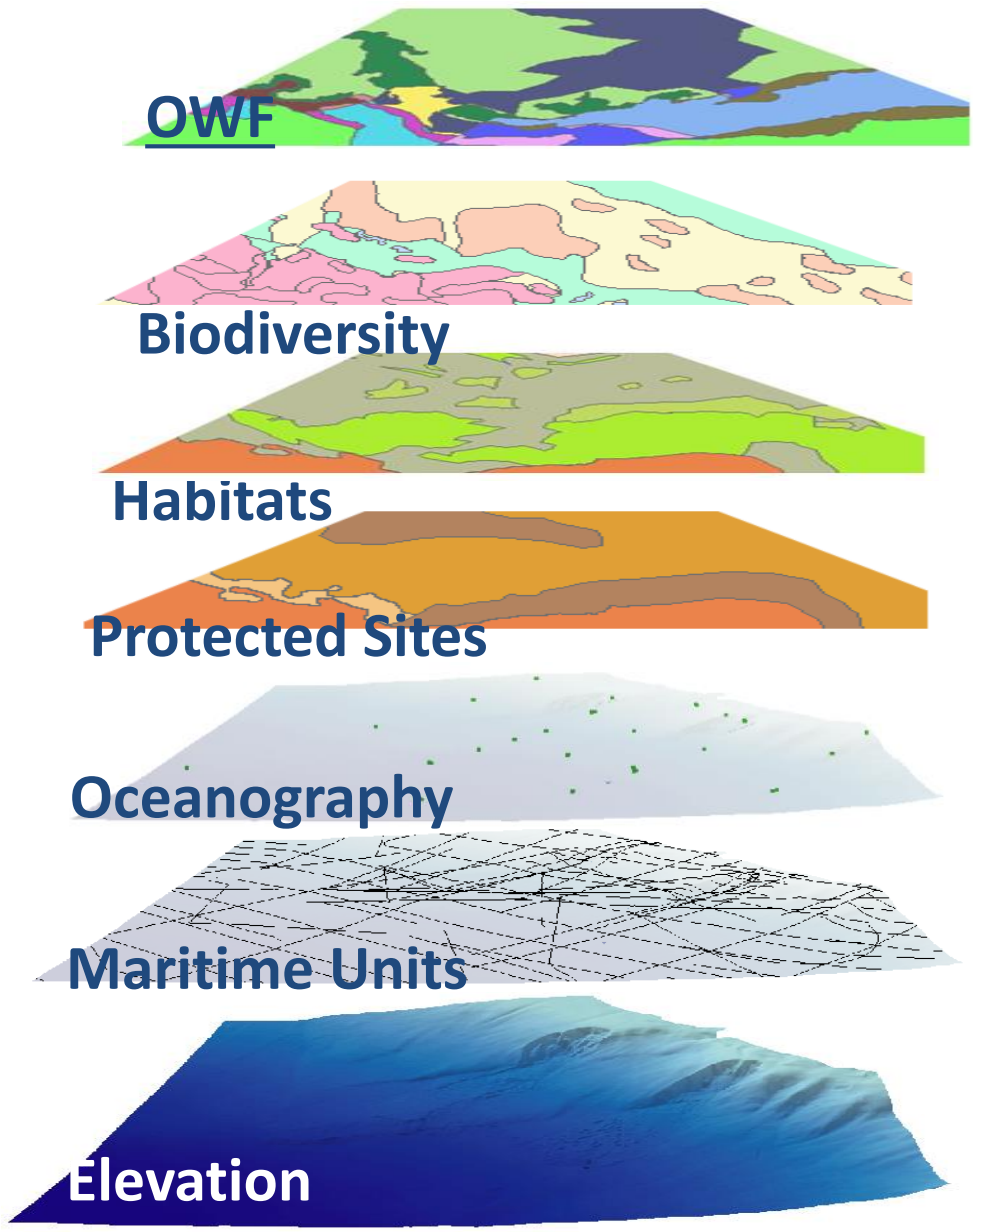 OWF
Biodiversity
Habitats
Protected Sites
Oceanography
Maritime Units
Elevation